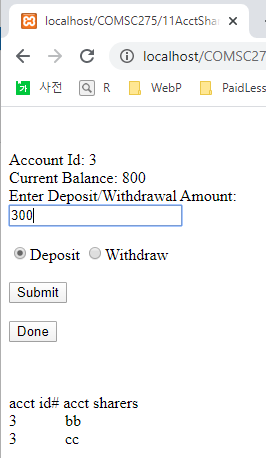 localhost/COMSC275/11AcctShar
localhost/COMSC27
사전 R WebP PaidLess
Account Id: 3
Current Balance: 800
Enter Deposit/Withdrawal Amount:
300
Deposit Withdraw
Submit
Done
acct id# acct sharers
3 bb
3 cc